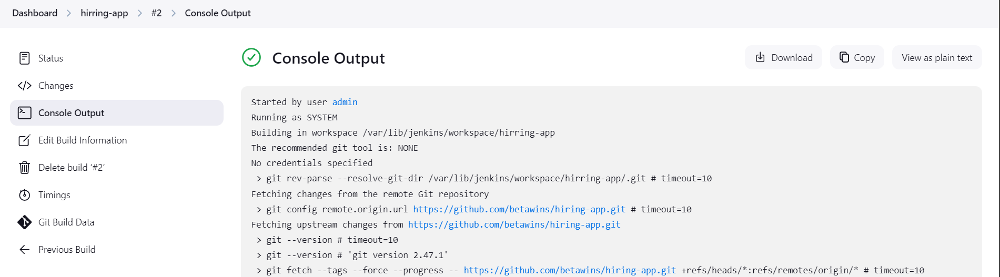 Dashboard > hirring-app > #2 > Console Output
Status
Changes
Console Output
Edit Build Information
Delete build ‘#2’
Timings
Git Build Data
Previous Build
Console Output
Download
Copy
View as plain text
Started by user admin
Running as SYSTEM
Building in workspace /var/lib/jenkins/workspace/hirring-app
The recommended git tool is: NONE
No credentials specified
> git rev-parse --resolve-git-dir /var/lib/jenkins/workspace/hirring-app/.git # timeout=10
Fetching changes from the remote Git repository
> git config remote.origin.url https://github.com/betawins/hiring-app.git # timeout=10
Fetching upstream changes from https://github.com/betawins/hiring-app.git
> git --version # timeout=10
> git --version # 'git version 2.47.1'
> git fetch --tags --force --progress -- https://github.com/betawins/hiring-app.git +refs/heads/*:refs/remotes/origin/* # timeout=10